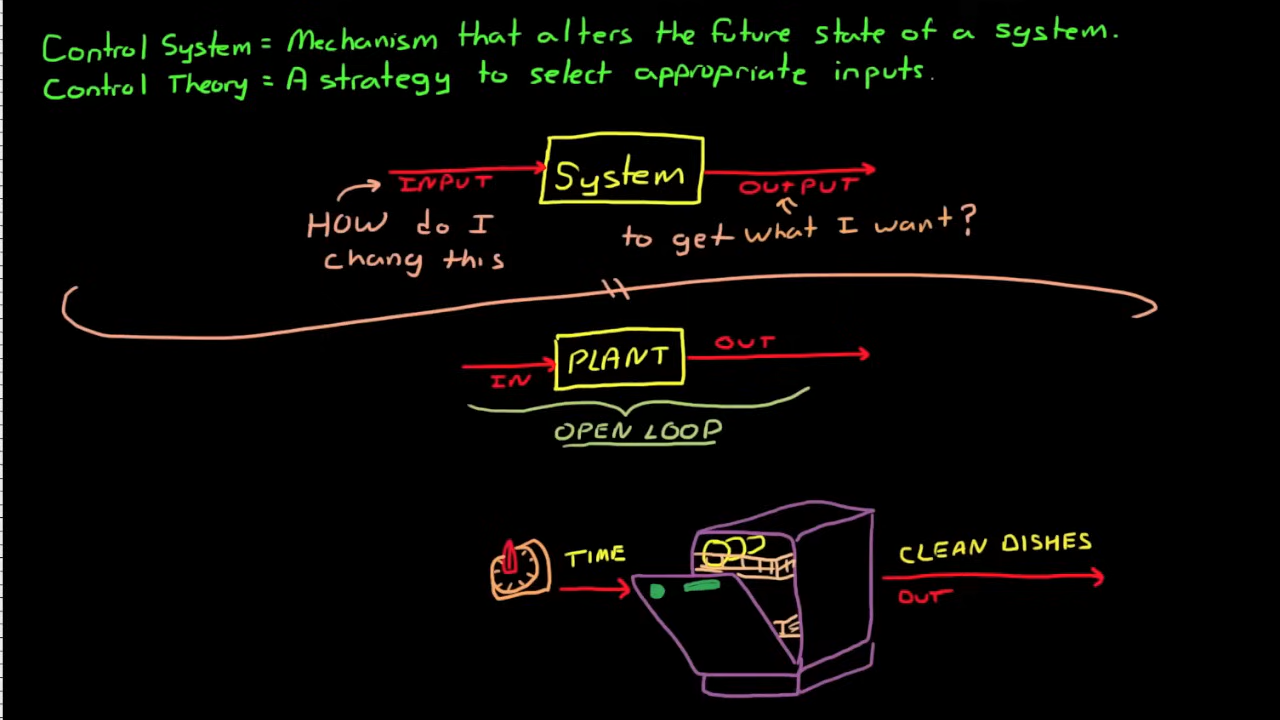 Control System = Mechanism that alters the future state of a system.
Control Theory = A strategy to select appropriate inputs.
INPUT System OUTPUT
HOW do I to get what I want?
chang this
IN PLANT OUT
OPEN LOOP
TIME CLEAN DISHES
OUT